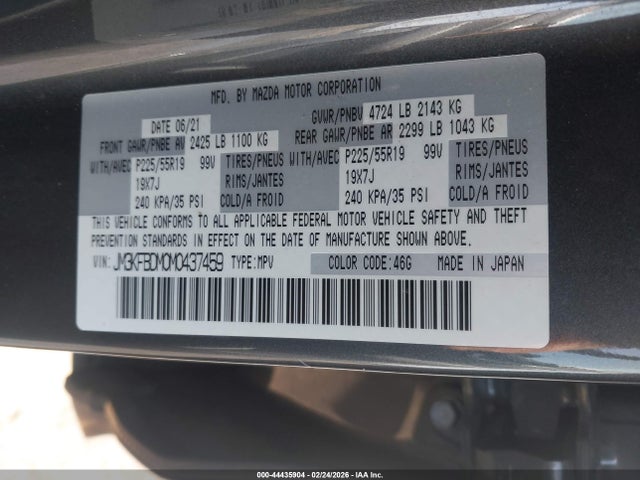 MFD. BY MAZDA MOTOR CORPORATION
DATE 06/21 GVWR/PNBV 4724 LB 2143 KG
FRONT GAWR/PNBE AV 2425 LB 1100 KG REAR GAWR/PNBE AR 2299 LB 1043 KG
WITH/AVEC P225/55R19 99V TIRES/PNEUS WITH/AVEC P225/55R19 99V TIRES/PNEUS
19X7J RIMS/JANTES 19X7J RIMS/JANTES
240 KPA/35 PSI COLD/A FROID 240 KPA/35 PSI COLD/A FROID
THIS VEHICLE CONFORMS TO ALL APPLICABLE FEDERAL MOTOR VEHICLE SAFETY AND THEFT
PREVENTION STANDARDS IN EFFECT ON THE DATE OF MANUFACTURE SHOWN ABOVE.
VIN: JM3KFBDM0M0437459 TYPE:MPV COLOR CODE:46G MADE IN JAPAN
000-44435904 - 02/24/2026 - COPYRIGHT © IAA, LLC.